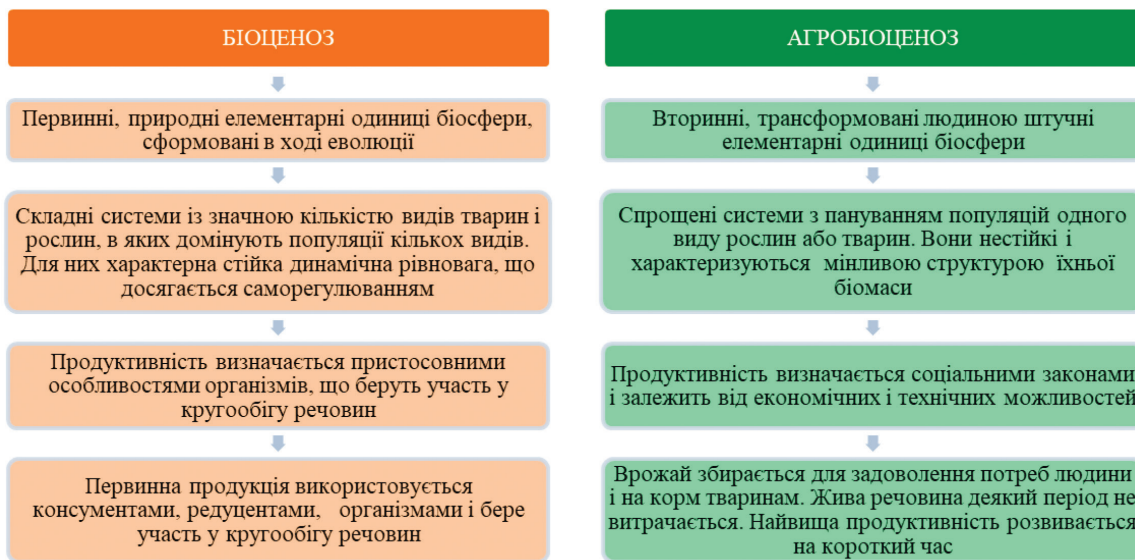 БІОЦЕНОЗ
Первинні, природні елементарні одиниці біосфери,
сформовані в ході еволюції
Складні системи із значною кількістю видів тварин і
рослин, в яких домінують популяції кількох видів.
Для них характерна стійка динамічна рівновага, що
досягається саморегулюванням
Продуктивність визначається пристосовними
особливостями організмів, що беруть участь у
кругообігу речовин
Первинна продукція використовується
консументами, редуцентами, організмами і бере
участь у кругообігу речовин
АГРОБІОЦЕНОЗ
Вторинні, трансформовані людиною штучні
елементарні одиниці біосфери
Спрощені системи з пануванням популяцій одного
виду рослин або тварин. Вони нестійкі і
характеризуються мінливою структурою їхньої
біомаси
Продуктивність визначається соціальними законами
і залежить від економічних і технічних можливостей
Врожай збирається для задоволення потреб людини
і на корм тваринам. Жива речовина деякий період не
витрачається. Найвища продуктивність розвивається
на короткий час